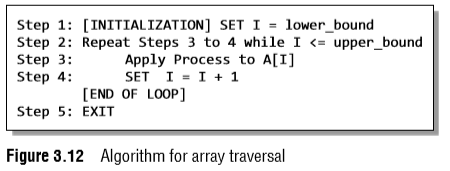 Step 1: [INITIALIZATION] SET I = lower_bound
Step 2: Repeat Steps 3 to 4 while I <= upper_bound
Step 3: Apply Process to A[I]
Step 4: SET I = I + 1
[END OF LOOP]
Step 5: EXIT
Figure 3.12 Algorithm for array traversal